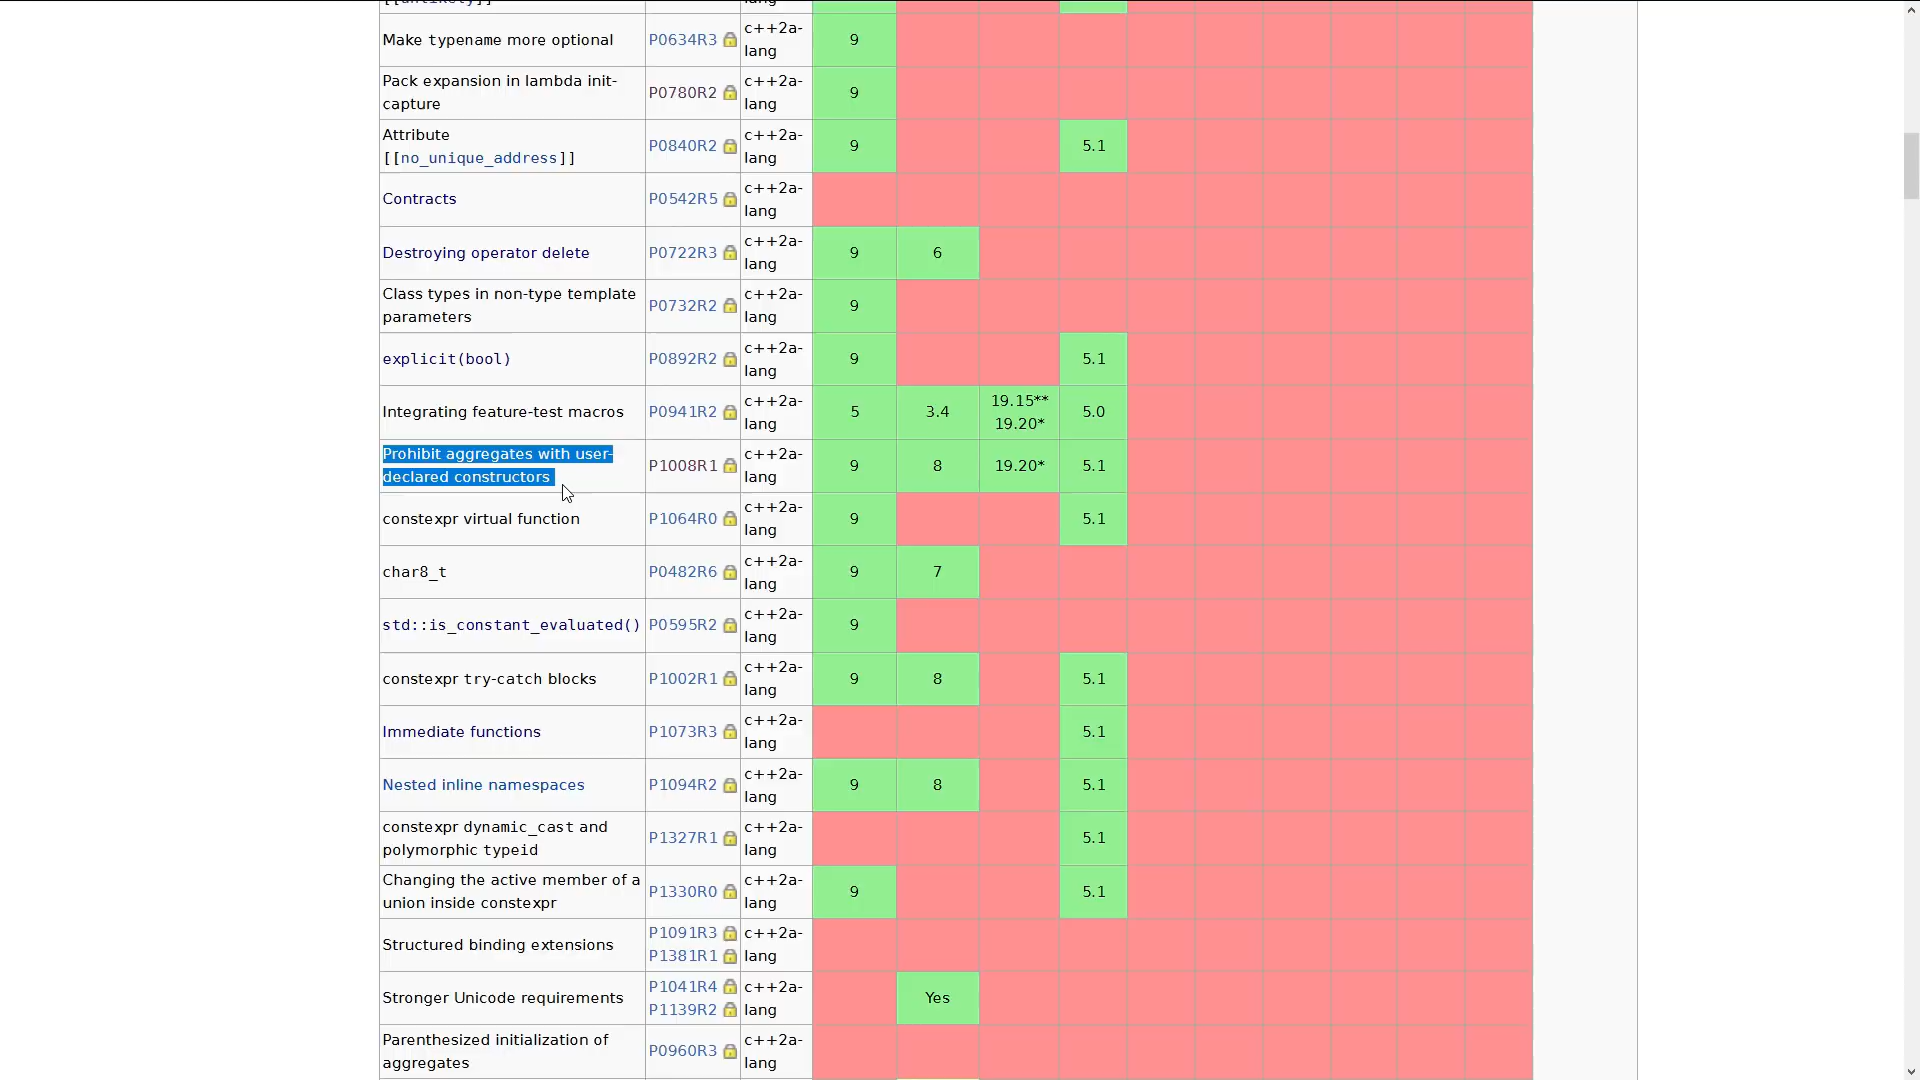 [[unlikely]]
Make typename more optional P0634R3 c++2a-
lang 9
Pack expansion in lambda init-
capture P0780R2 c++2a-
lang 9
Attribute
[[no_unique_address]] P0840R2 c++2a-
lang 9 5.1
Contracts P0542R5 c++2a-
lang
Destroying operator delete P0722R3 c++2a-
lang 9 6
Class types in non-type template
parameters P0732R2 c++2a-
lang 9
explicit(bool) P0892R2 c++2a-
lang 9 5.1
Integrating feature-test macros P0941R2 c++2a-
lang 5 3.4 19.15**
19.20* 5.0
Prohibit aggregates with user-
declared constructors P1008R1 c++2a-
lang 9 8 19.20* 5.1
constexpr virtual function P1064R0 c++2a-
lang 9 5.1
char8_t P0482R6 c++2a-
lang 9 7
std::is_constant_evaluated() P0595R2 c++2a-
lang 9
constexpr try-catch blocks P1002R1 c++2a-
lang 9 8 5.1
Immediate functions P1073R3 c++2a-
lang 5.1
Nested inline namespaces P1094R2 c++2a-
lang 9 8 5.1
constexpr dynamic_cast and
polymorphic typeid P1327R1 c++2a-
lang 5.1
Changing the active member of a
union inside constexpr P1330R0 c++2a-
lang 9 5.1
Structured binding extensions P1091R3
P1381R1 c++2a-
lang
Stronger Unicode requirements P1041R4
P1139R2 c++2a-
lang Yes
Parenthesized initialization of
aggregates P0960R3 c++2a-
lang